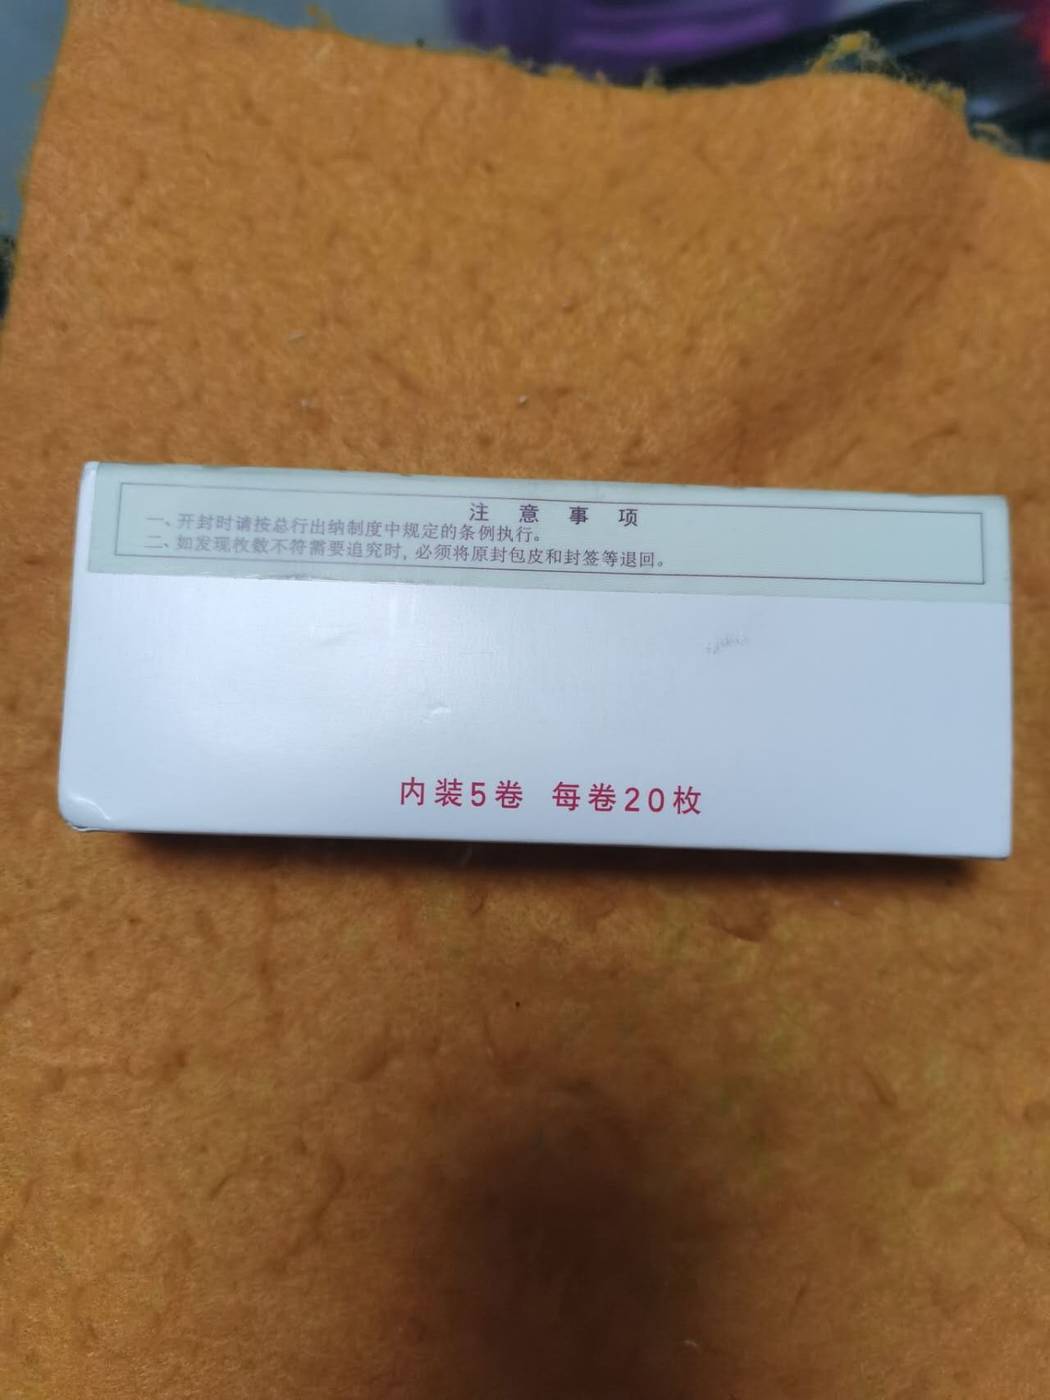 注意事项
一、开封时请按总行出纳制度中规定的条例执行。
二、如发现枚数不符需要追究时，必须将原封包皮和封签等退回。
内装5卷 每卷20枚